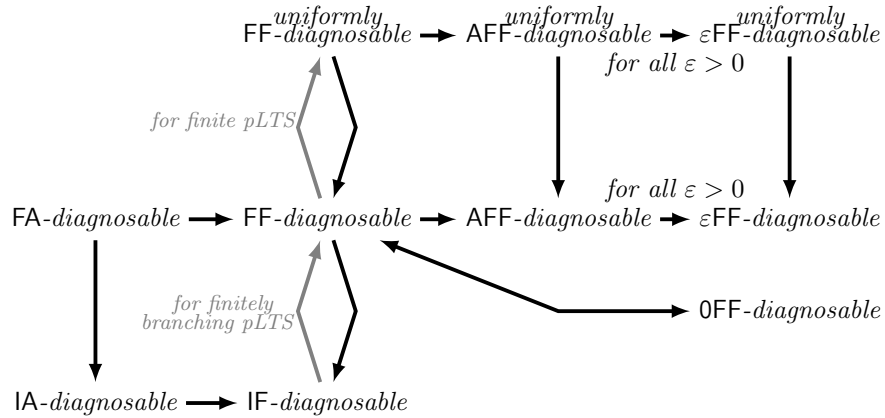 uniformly uniformly uniformly
FF-diagnosable AFF-diagnosable εFF-diagnosable
for all ε > 0
for finite pLTS
for all ε > 0
FA-diagnosable FF-diagnosable AFF-diagnosable εFF-diagnosable
for finitely
branching pLTS
0FF-diagnosable
IA-diagnosable IF-diagnosable